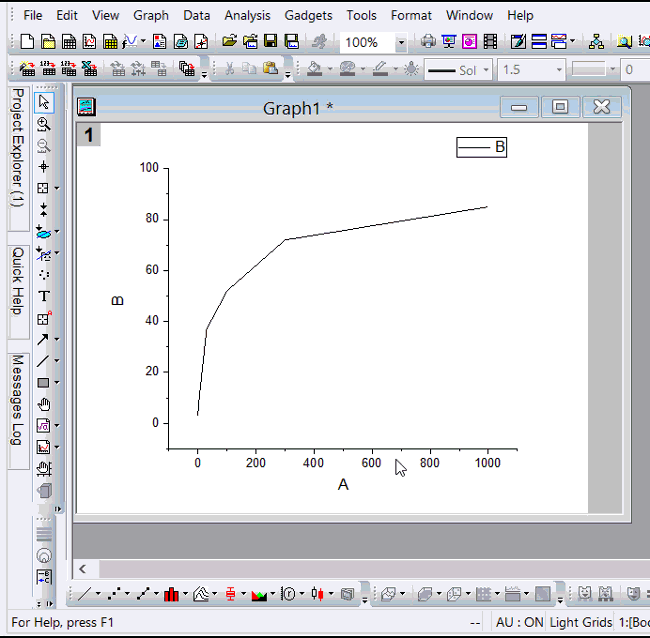 File Edit View Graph Data Analysis Gadgets Tools Format Window Help
100%
Sol 1.5 0
Project Explorer (1)
Quick Help
Messages Log
Graph1 *
1
B
100
80
60
40
20
0
B
0 200 400 600 800 1000
A
T
For Help, press F1 -- AU : ON Light Grids 1:[Boo